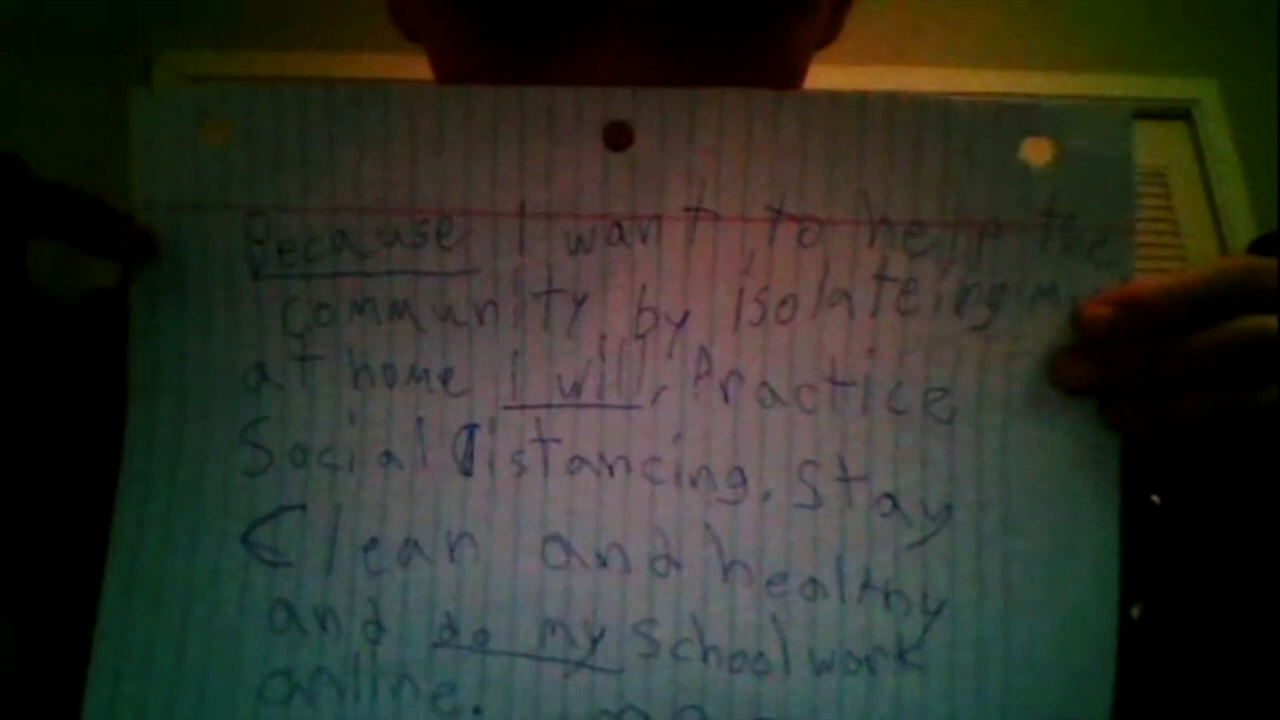 Because I want to help the
community by isolateing
at home I will, Practice
Social Distancing. Stay
Clean and healthy
and do my schoolwork
online.